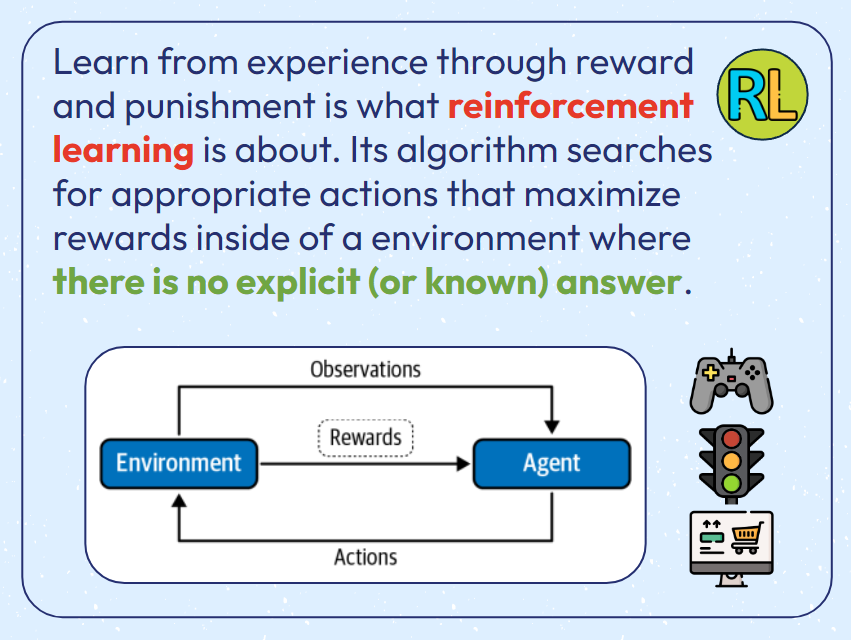 Learn from experience through reward
and punishment is what reinforcement
learning is about. Its algorithm searches
for appropriate actions that maximize
rewards inside of a environment where
there is no explicit (or known) answer.
RL
Observations
Rewards
Environment
Agent
Actions